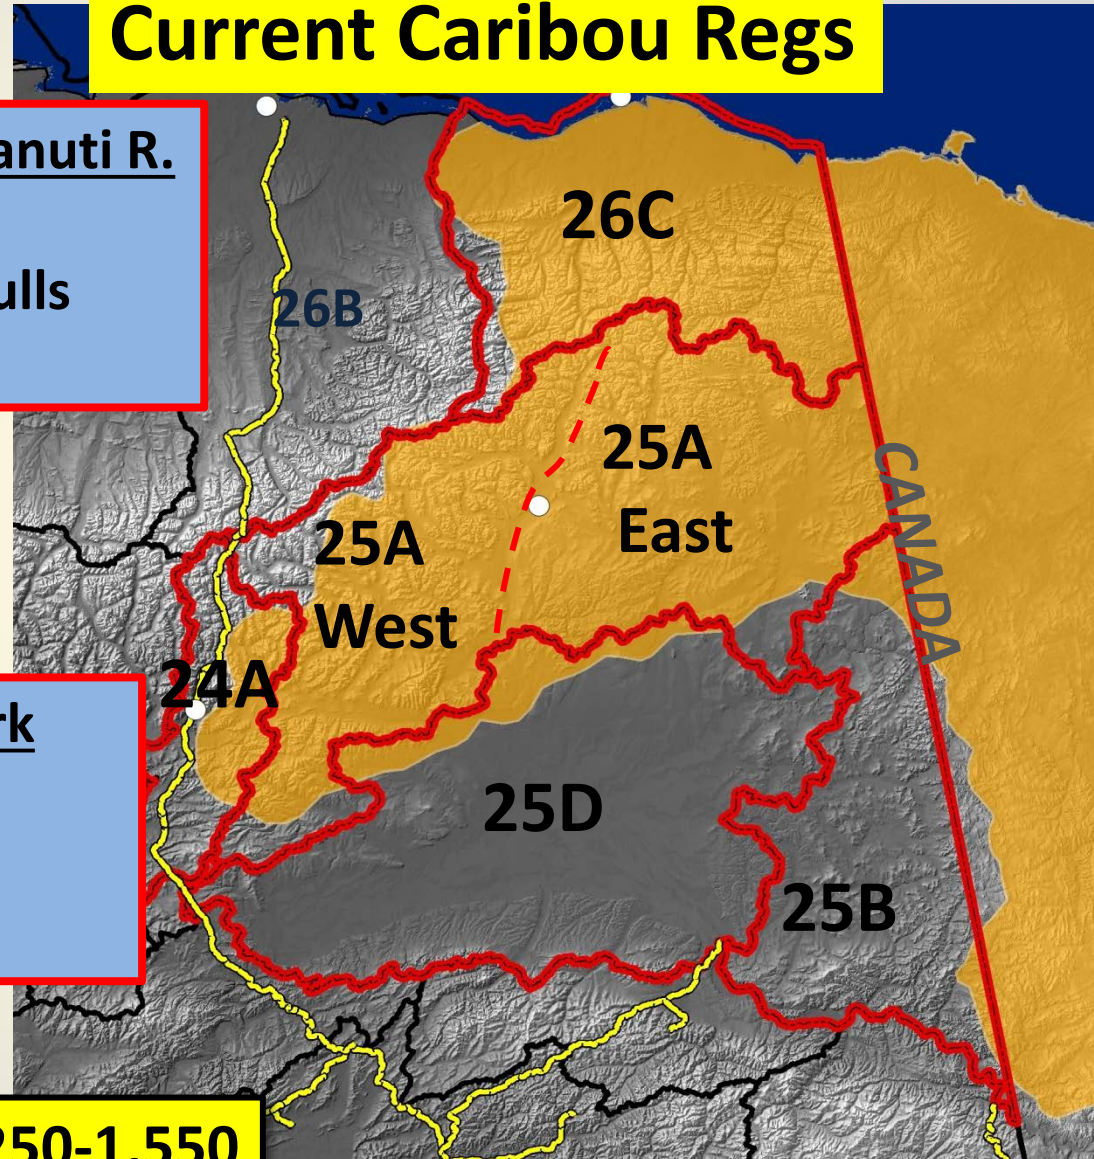 Current Caribou Regs
anuti R.
ulls
26C
26B
25A
East
CANADA
25A
West
24A
rk
25D
25B
250-1,550